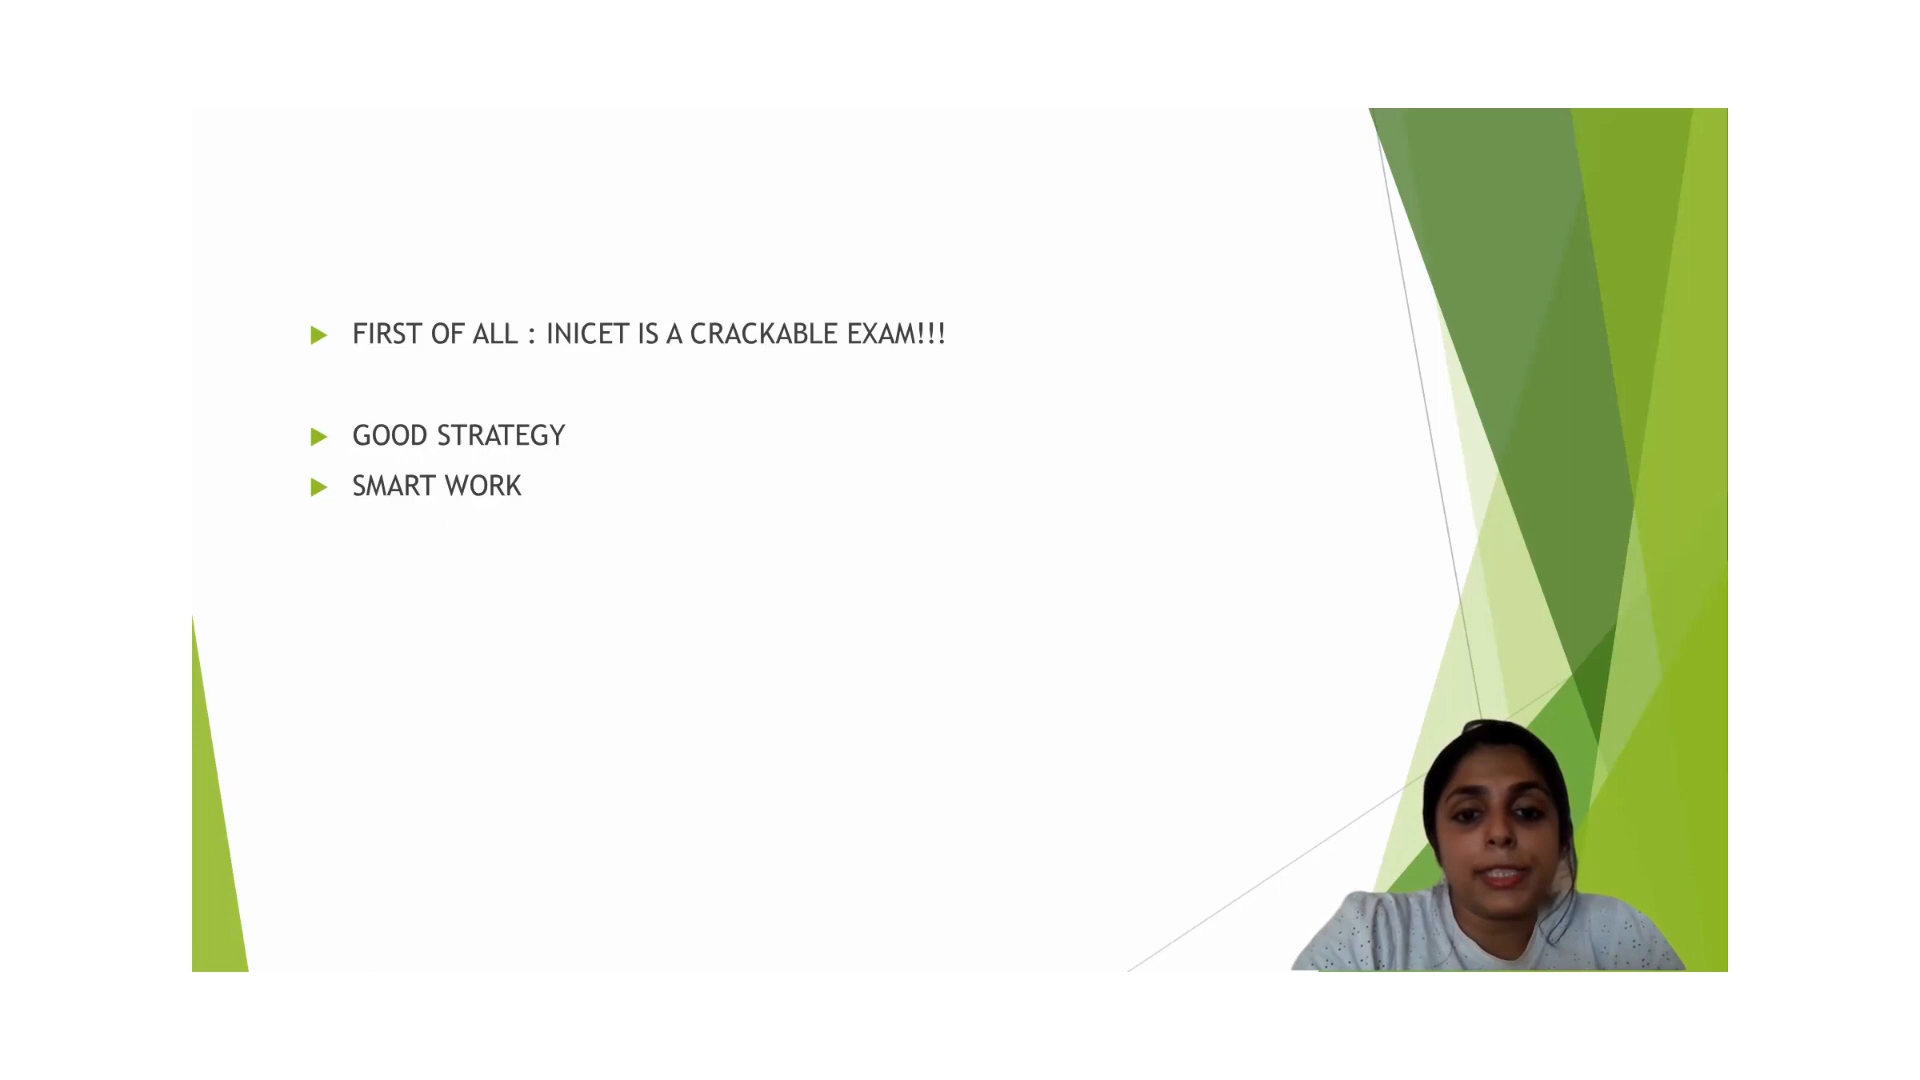 FIRST OF ALL : INICET IS A CRACKABLE EXAM!!!
GOOD STRATEGY
SMART WORK